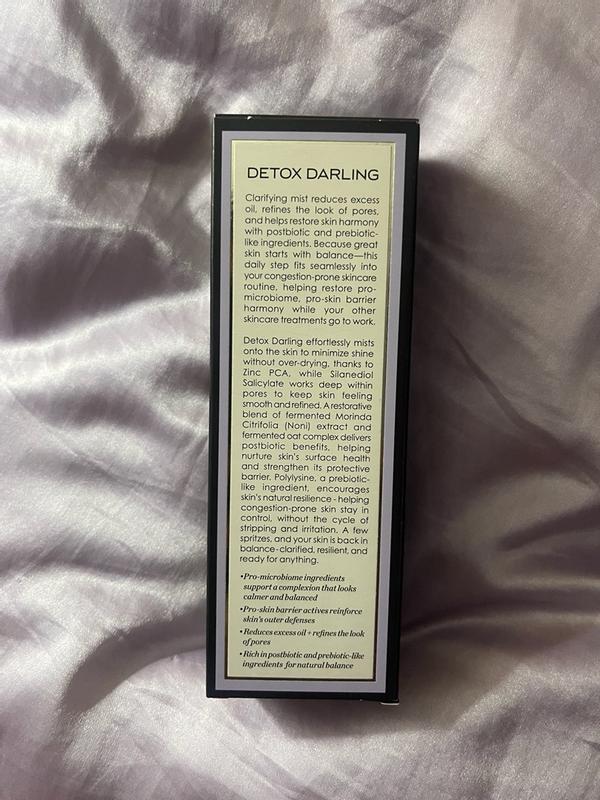 DETOX DARLING
Clarifying mist reduces excess
oil, refines the look of pores,
and helps restore skin harmony
with postbiotic and prebiotic-
like ingredients. Because great
skin starts with balance—this
daily step fits seamlessly into
your congestion-prone skincare
routine, helping restore pro-
microbiome, pro-skin barrier
harmony while your other
skincare treatments go to work.
Detox Darling effortlessly mists
onto the skin to minimize shine
without over-drying, thanks to
Zinc PCA, while Silanediol
Salicylate works deep within
pores to keep skin feeling
smooth and refined. A restorative
blend of fermented Morinda
Citrifolia (Noni) extract and
fermented oat complex delivers
postbiotic benefits, helping
nurture skin's surface health
and strengthen its protective
barrier. Polylysine, a prebiotic-
like ingredient, encourages
skin's natural resilience - helping
congestion-prone skin stay in
control, without the cycle of
stripping and irritation. A few
spritzes, and your skin is back in
balance - clarified, resilient, and
ready for anything.
•Pro-microbiome ingredients
support a complexion that looks
calmer and balanced
•Pro-skin barrier actives reinforce
skin's outer defenses
•Reduces excess oil + refines the look
of pores
•Rich in postbiotic and prebiotic-like
ingredients for natural balance